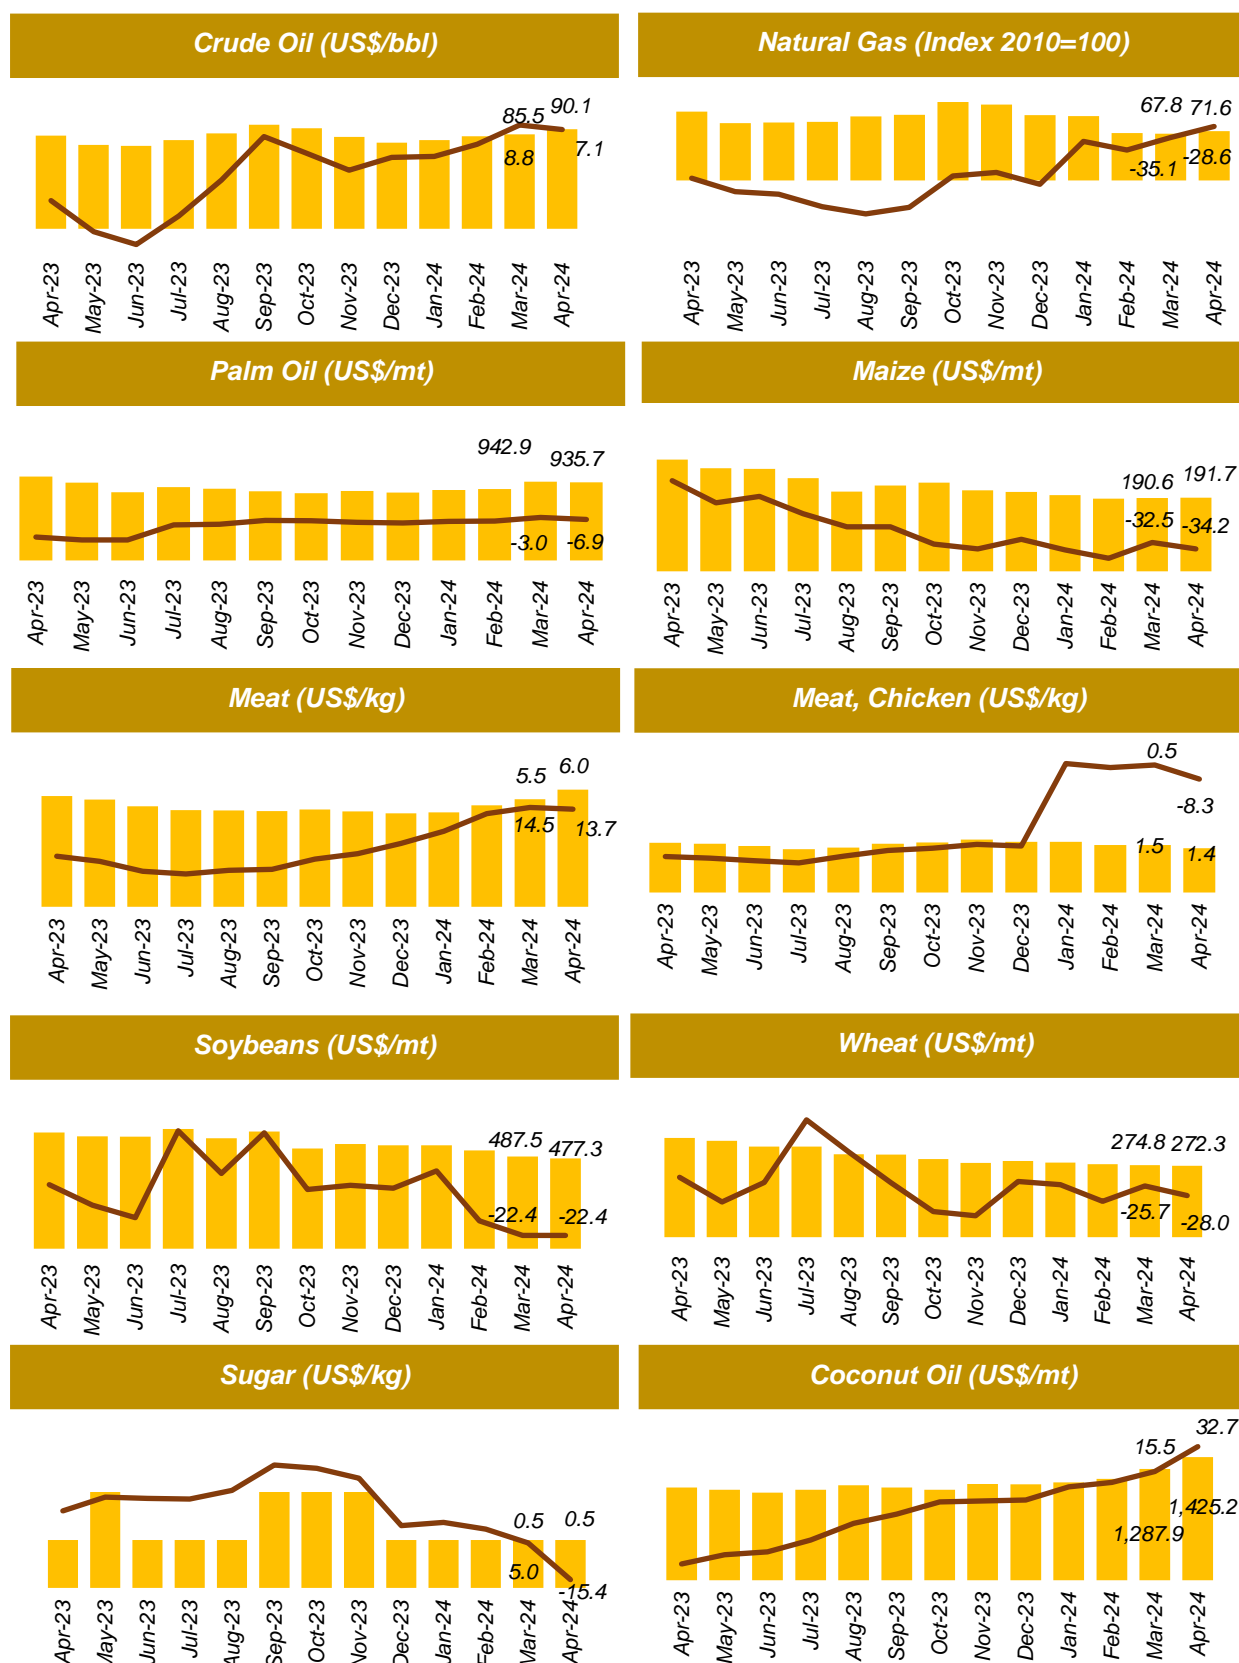 Crude Oil (US$/bbl)
85.5 90.1
8.8 7.1
Apr-23 May-23 Jun-23 Jul-23 Aug-23 Sep-23 Oct-23 Nov-23 Dec-23 Jan-24 Feb-24 Mar-24 Apr-24
Natural Gas (Index 2010=100)
67.8 71.6
-35.1 -28.6
Apr-23 May-23 Jun-23 Jul-23 Aug-23 Sep-23 Oct-23 Nov-23 Dec-23 Jan-24 Feb-24 Mar-24 Apr-24
Palm Oil (US$/mt)
942.9 935.7
-3.0 -6.9
Apr-23 May-23 Jun-23 Jul-23 Aug-23 Sep-23 Oct-23 Nov-23 Dec-23 Jan-24 Feb-24 Mar-24 Apr-24
Maize (US$/mt)
190.6 191.7
-32.5 -34.2
Apr-23 May-23 Jun-23 Jul-23 Aug-23 Sep-23 Oct-23 Nov-23 Dec-23 Jan-24 Feb-24 Mar-24 Apr-24
Meat (US$/kg)
5.5 6.0
14.5 13.7
Apr-23 May-23 Jun-23 Jul-23 Aug-23 Sep-23 Oct-23 Nov-23 Dec-23 Jan-24 Feb-24 Mar-24 Apr-24
Meat, Chicken (US$/kg)
0.5 -8.3
1.5 1.4
Apr-23 May-23 Jun-23 Jul-23 Aug-23 Sep-23 Oct-23 Nov-23 Dec-23 Jan-24 Feb-24 Mar-24 Apr-24
Soybeans (US$/mt)
487.5 477.3
-22.4 -22.4
Apr-23 May-23 Jun-23 Jul-23 Aug-23 Sep-23 Oct-23 Nov-23 Dec-23 Jan-24 Feb-24 Mar-24 Apr-24
Wheat (US$/mt)
274.8 272.3
-25.7 -28.0
Apr-23 May-23 Jun-23 Jul-23 Aug-23 Sep-23 Oct-23 Nov-23 Dec-23 Jan-24 Feb-24 Mar-24 Apr-24
Sugar (US$/kg)
0.5 0.5
5.0 -15.4
Apr-23 May-23 Jun-23 Jul-23 Aug-23 Sep-23 Oct-23 Nov-23 Dec-23 Jan-24 Feb-24 Mar-24 Apr-24
Coconut Oil (US$/mt)
15.5 32.7
1,287.9 1,425.2
Apr-23 May-23 Jun-23 Jul-23 Aug-23 Sep-23 Oct-23 Nov-23 Dec-23 Jan-24 Feb-24 Mar-24 Apr-24